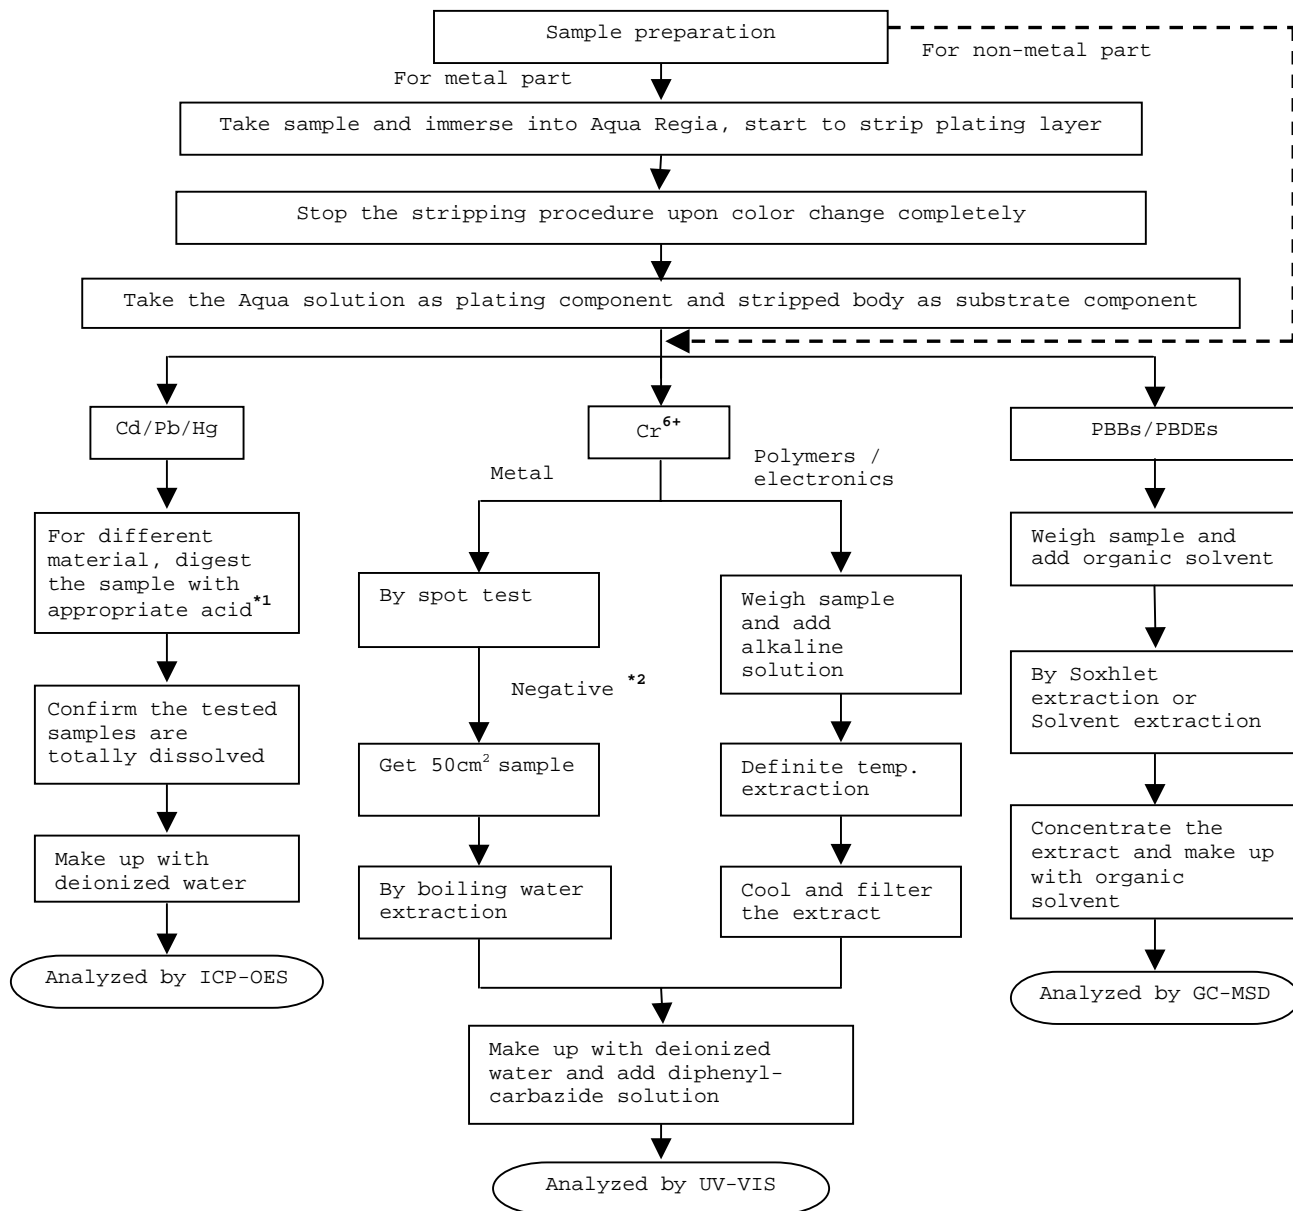 Sample preparation
For non-metal part
For metal part
Take sample and immerse into Aqua Regia, start to strip plating layer
Stop the stripping procedure upon color change completely
Take the Aqua solution as plating component and stripped body as substrate component
Cd/Pb/Hg
Cr6+
PBBs/PBDEs
Metal
Polymers /
electronics
For different
material, digest
the sample with
appropriate acid*1
Confirm the tested
samples are
totally dissolved
Make up with
deionized water
Analyzed by ICP-OES
By spot test
Negative *2
Get 50cm2 sample
By boiling water
extraction
Weigh sample
and add
alkaline
solution
Definite temp.
extraction
Cool and filter
the extract
Make up with deionized
water and add diphenyl-
carbazide solution
Analyzed by UV-VIS
Weigh sample and
add organic solvent
By Soxhlet
extraction or
Solvent extraction
Concentrate the
extract and make up
with organic
solvent
Analyzed by GC-MSD